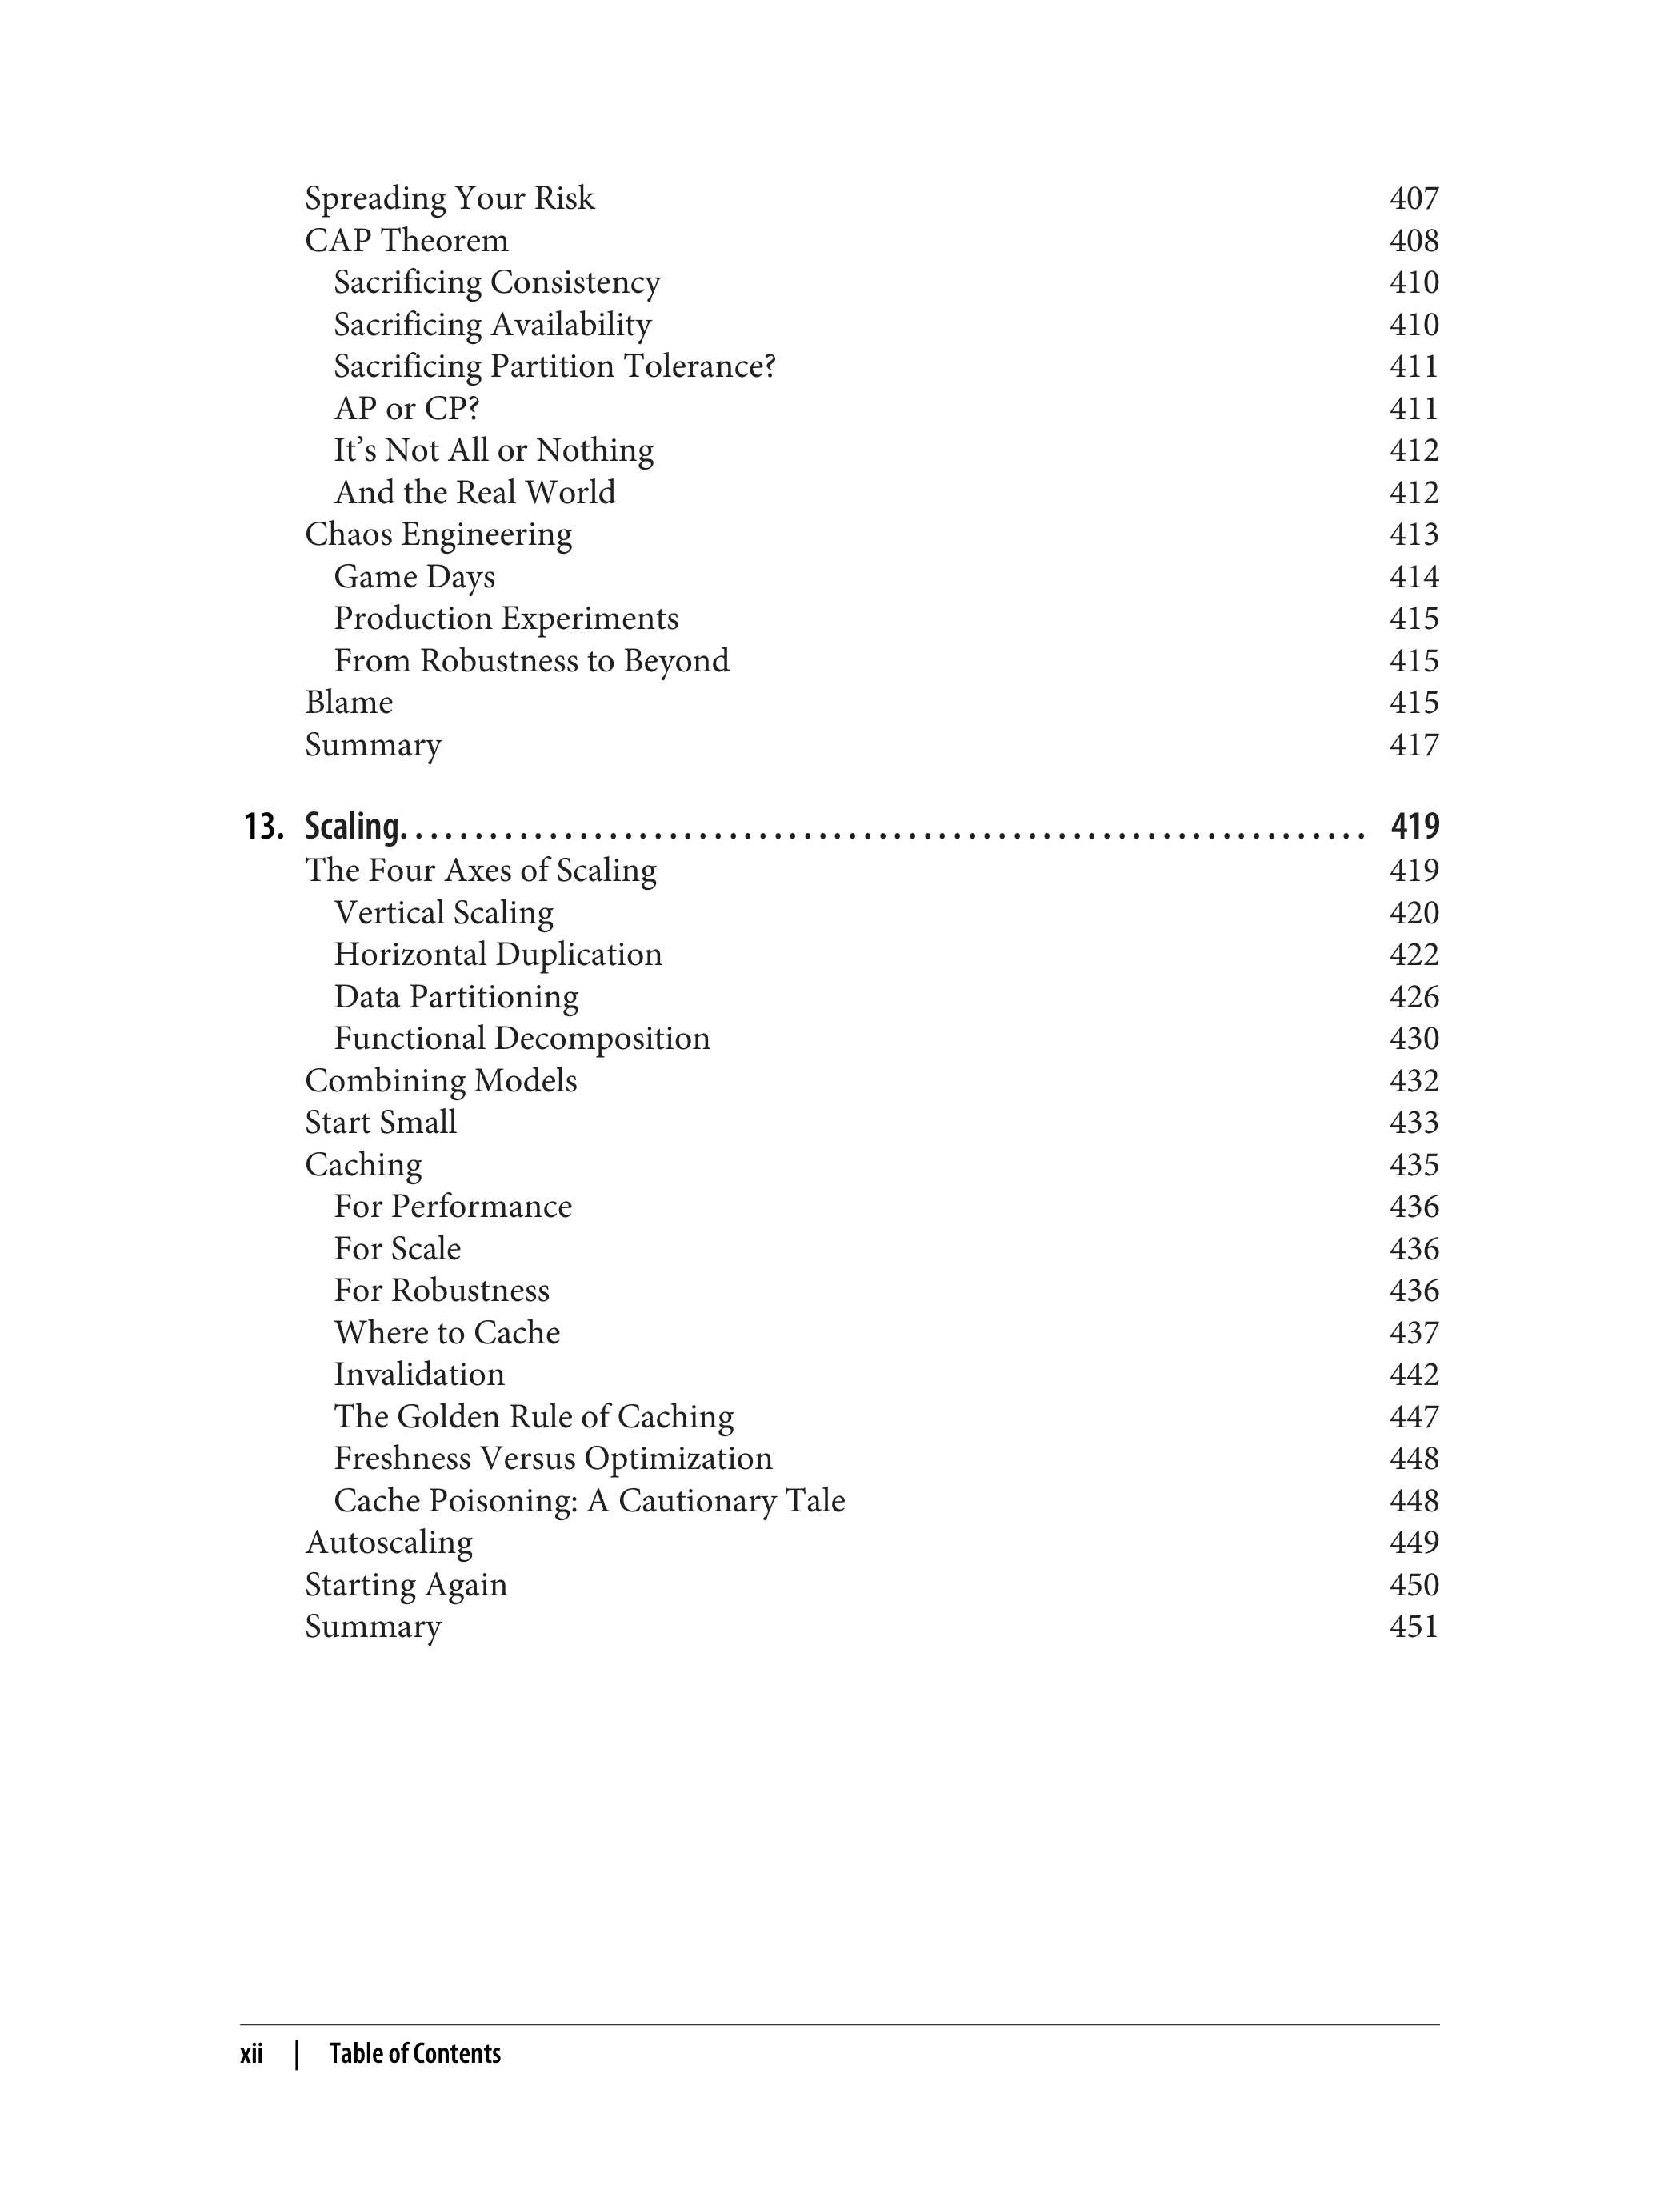 Spreading Your Risk 407
CAP Theorem 408
Sacrificing Consistency 410
Sacrificing Availability 410
Sacrificing Partition Tolerance? 411
AP or CP? 411
It’s Not All or Nothing 412
And the Real World 412
Chaos Engineering 413
Game Days 414
Production Experiments 415
From Robustness to Beyond 415
Blame 415
Summary 417
13. Scaling. . . . . . . . . . . . . . . . . . . . . . . . . . . . . . . . . . . . . . . . . . . . . . . . . . . . . . . . . . . . . . . . . 419
The Four Axes of Scaling 419
Vertical Scaling 420
Horizontal Duplication 422
Data Partitioning 426
Functional Decomposition 430
Combining Models 432
Start Small 433
Caching 435
For Performance 436
For Scale 436
For Robustness 436
Where to Cache 437
Invalidation 442
The Golden Rule of Caching 447
Freshness Versus Optimization 448
Cache Poisoning: A Cautionary Tale 448
Autoscaling 449
Starting Again 450
Summary 451
xii | Table of Contents